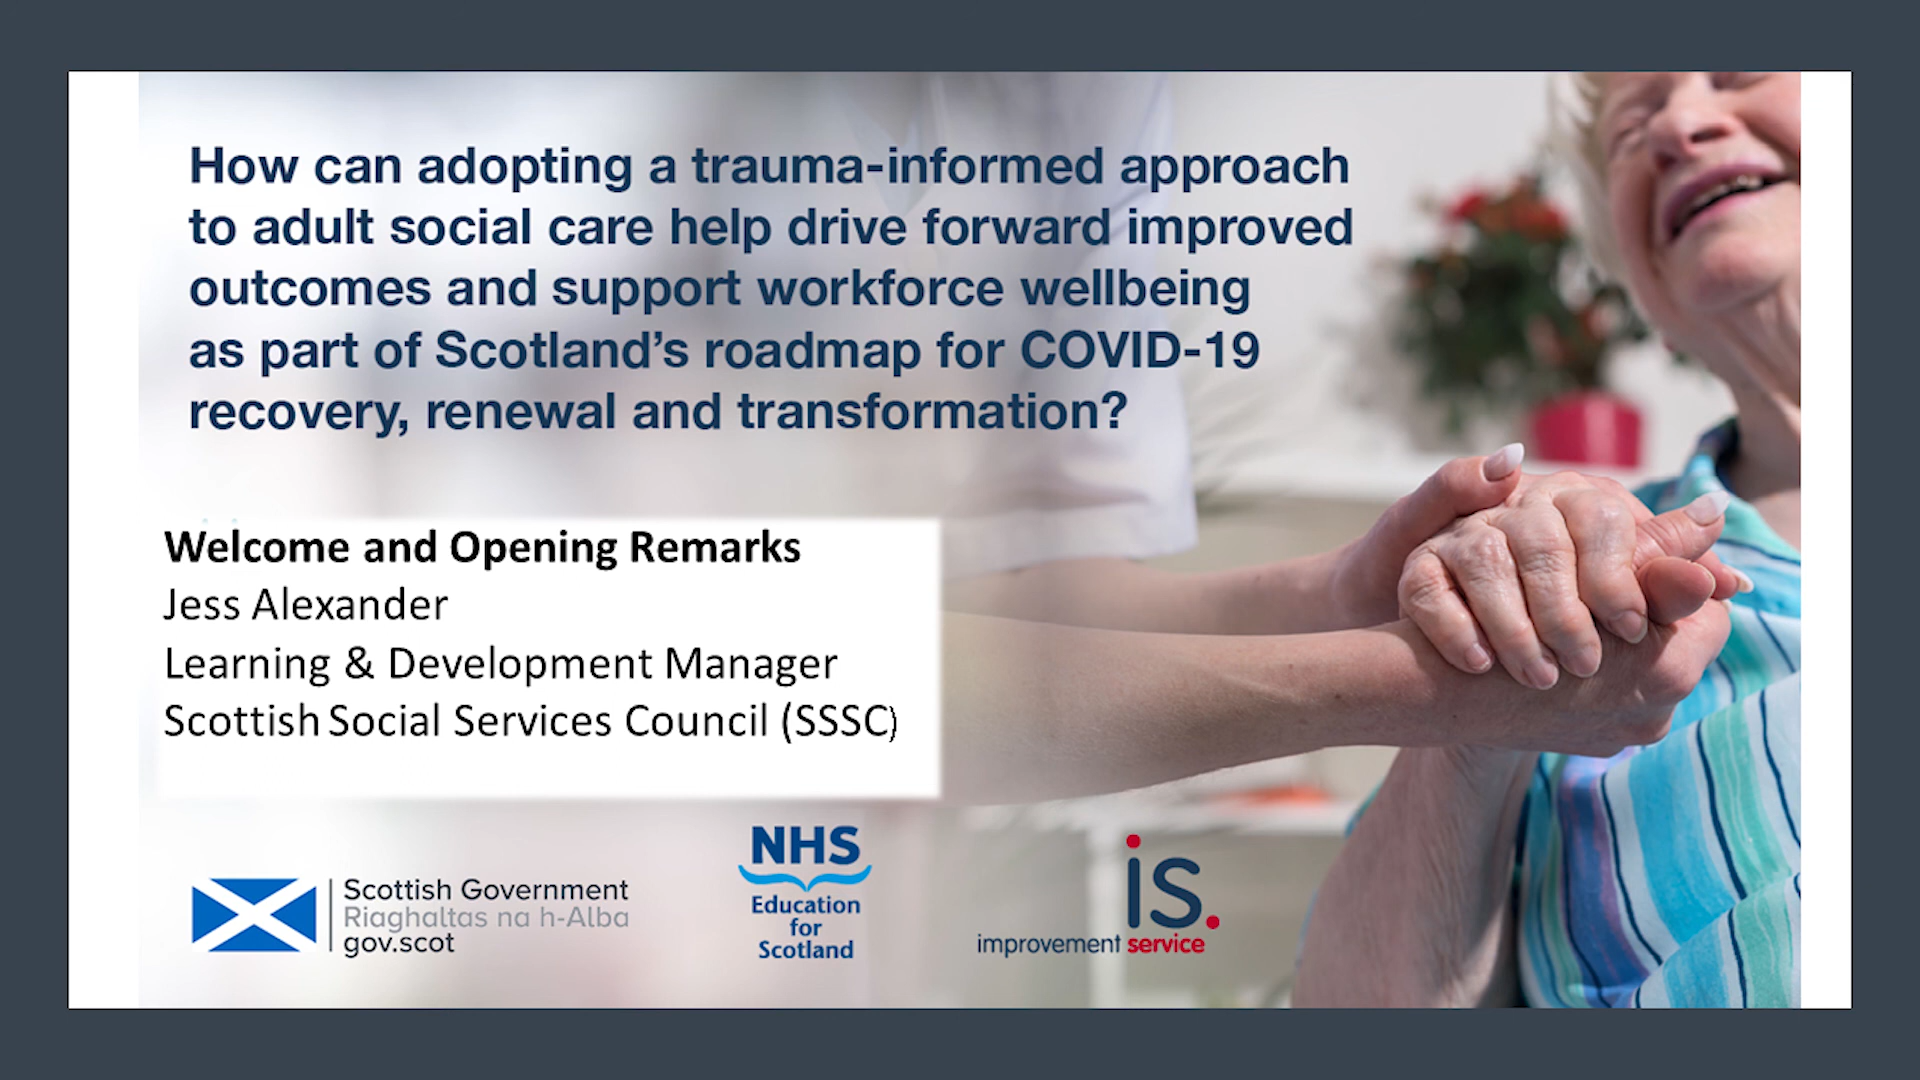 How can adopting a trauma-informed approach
to adult social care help drive forward improved
outcomes and support workforce wellbeing
as part of Scotland’s roadmap for COVID-19
recovery, renewal and transformation?
Welcome and Opening Remarks
Jess Alexander
Learning & Development Manager
Scottish Social Services Council (SSSC)
Scottish Government
Riaghaltas na h-Alba
gov.scot
NHS
Education
for
Scotland
is.
improvement service